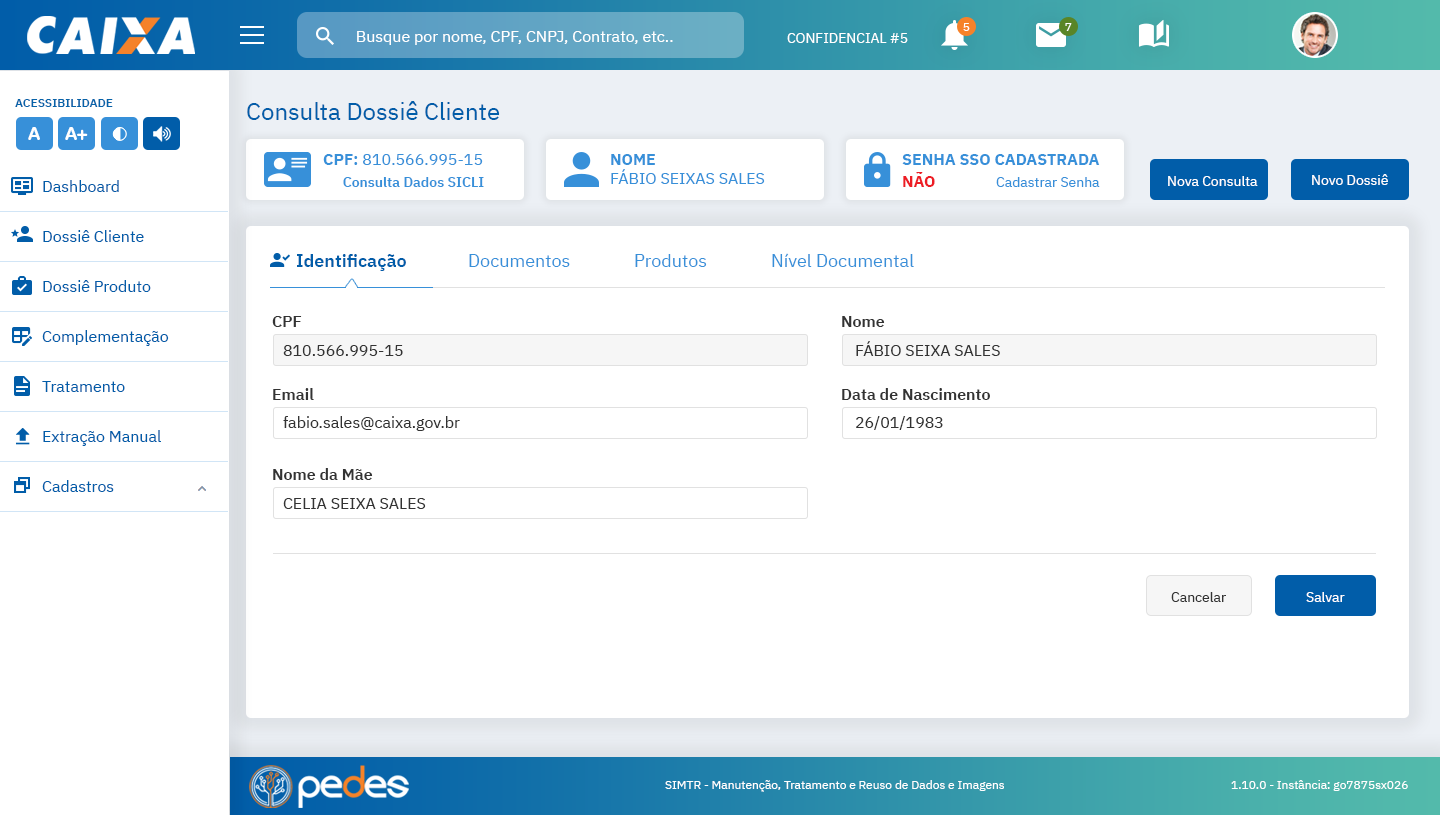 CAIXA
Busque por nome, CPF, CNPJ, Contrato, etc..
CONFIDENCIAL #5
5
7
ACESSIBILIDADE
A
A+
Dashboard
Dossiê Cliente
Dossiê Produto
Complementação
Tratamento
Extração Manual
Cadastros
Consulta Dossiê Cliente
CPF: 810.566.995-15
Consulta Dados SICLI
NOME
FÁBIO SEIXAS SALES
SENHA SSO CADASTRADA
NÃO Cadastrar Senha
Nova Consulta
Novo Dossiê
Identificação
Documentos
Produtos
Nível Documental
CPF
810.566.995-15
Nome
FÁBIO SEIXA SALES
Email
fabio.sales@caixa.gov.br
Data de Nascimento
26/01/1983
Nome da Mãe
CELIA SEIXA SALES
Cancelar
Salvar
pedes
SIMTR - Manutenção, Tratamento e Reuso de Dados e Imagens
1.10.0 - Instância: go7875sx026